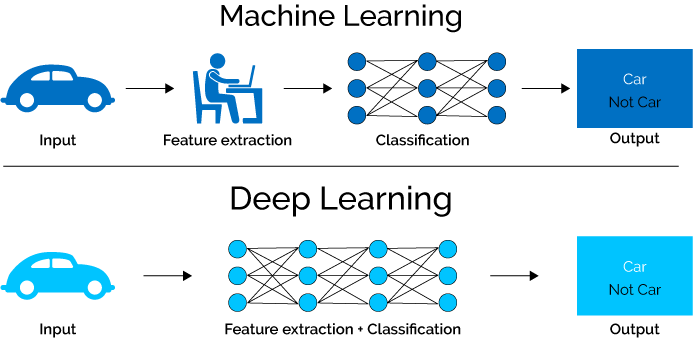 Machine Learning
Car
Not Car
Input
Feature extraction
Classification
Output
Deep Learning
Car
Not Car
Input
Feature extraction + Classification
Output